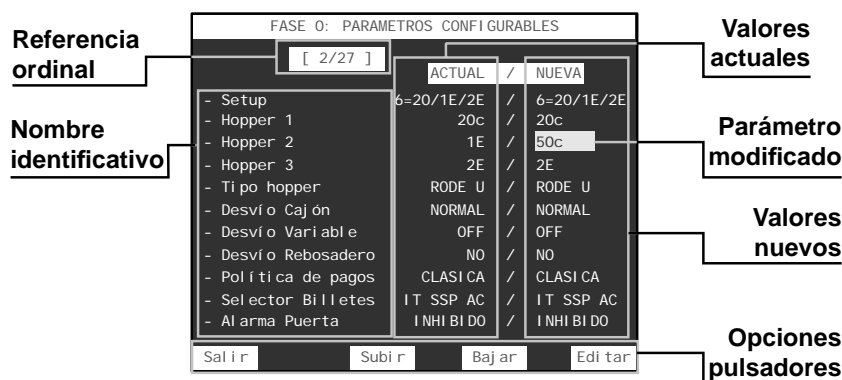 FASE 0: PARAMETROS CONFIGURABLES
Referencia
ordinal
[ 2/27 ]
Valores
actuales
ACTUAL / NUEVA
Nombre
identificativo
- Setup 6=20/1E/2E / 6=20/1E/2E
- Hopper 1 20c / 20c
- Hopper 2 1E / 50c
- Hopper 3 2E / 2E
- Tipo hopper RODE U / RODE U
- Desvío Cajón NORMAL / NORMAL
- Desvío Variable OFF / OFF
- Desvío Rebosadero NO / NO
- Política de pagos CLASICA / CLASICA
- Selector Billetes IT SSP AC / IT SSP AC
- Alarma Puerta INHIBIDO / INHIBIDO
Parámetro
modificado
Valores
nuevos
Salir Subir Bajar Editar
Opciones
pulsadores